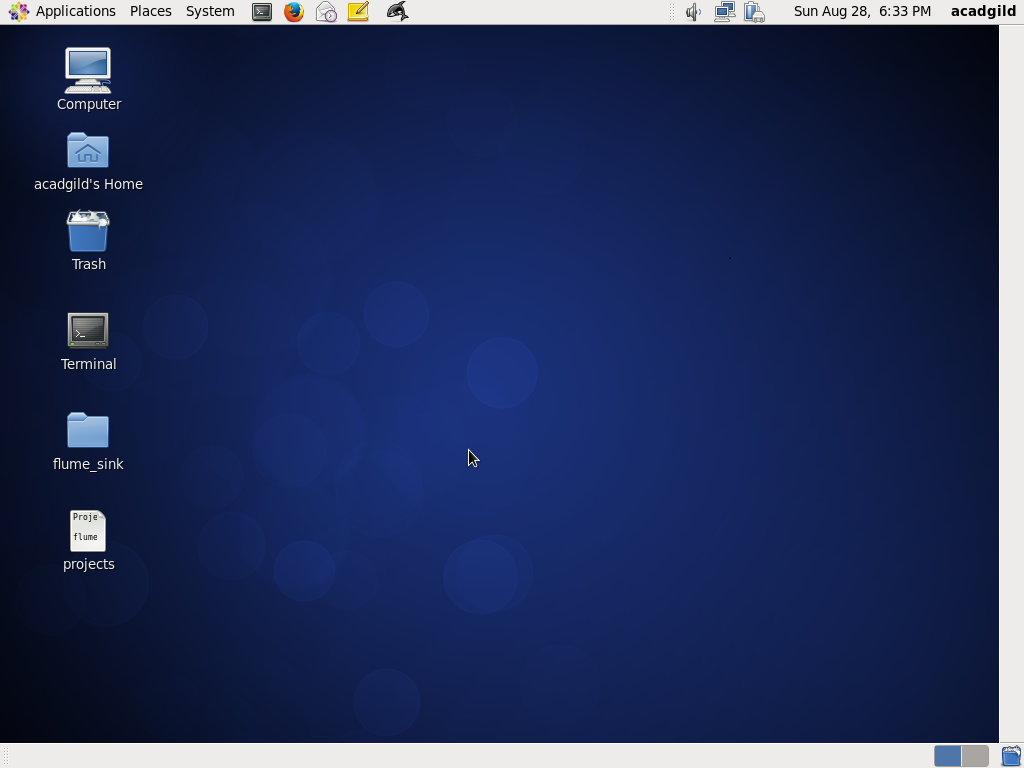 Applications Places System Sun Aug 28, 6:33 PM acadgild
Computer
acadgild's Home
Trash
>_
Terminal
flume_sink
Proje
flume
projects